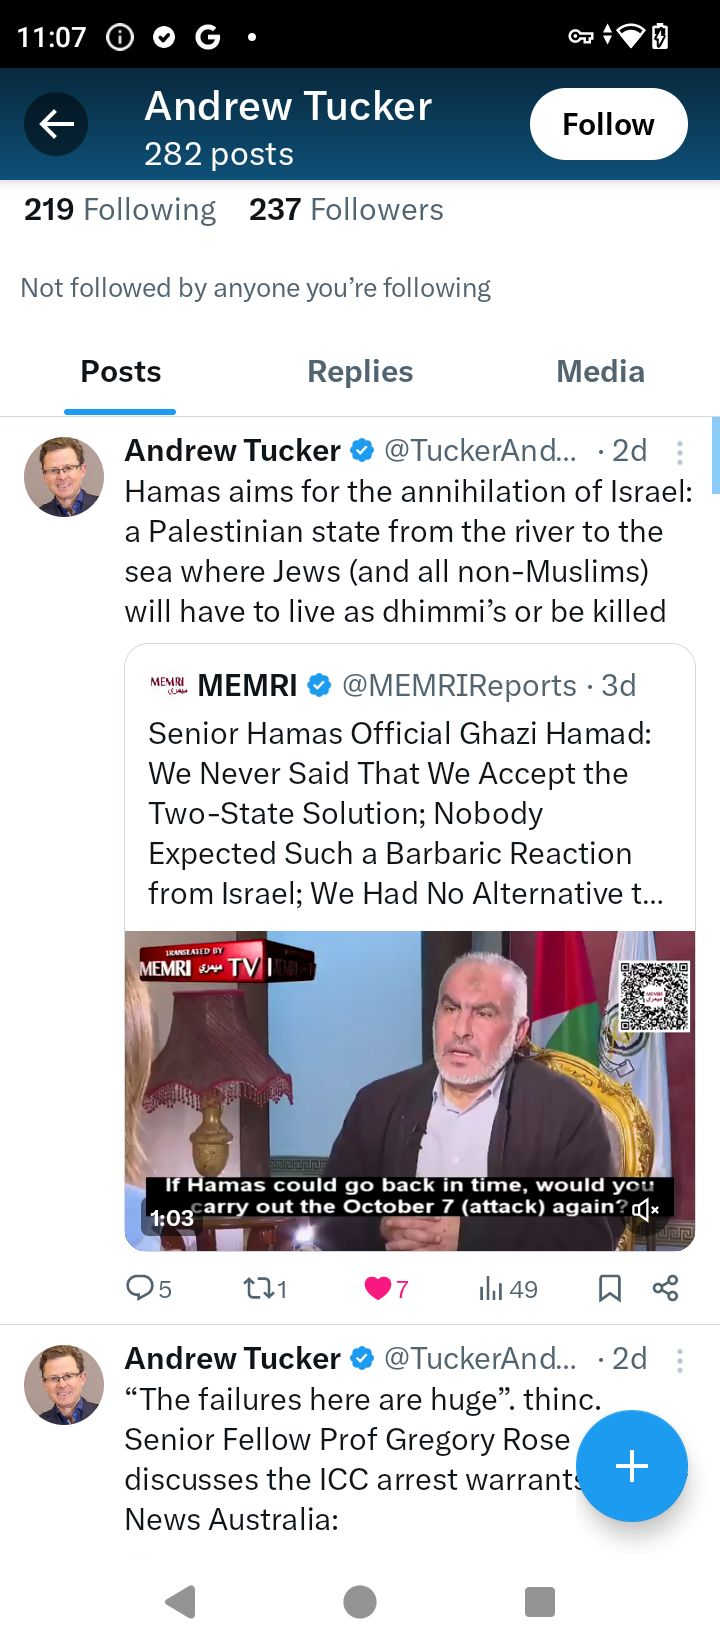 11:07
Andrew Tucker
282 posts
Follow
219 Following 237 Followers
Not followed by anyone you’re following
Posts Replies Media
Andrew Tucker @TuckerAnd... · 2d
Hamas aims for the annihilation of Israel:
a Palestinian state from the river to the
sea where Jews (and all non-Muslims)
will have to live as dhimmi’s or be killed
MEMRI MEMRI @MEMRIReports · 3d
Senior Hamas Official Ghazi Hamad:
We Never Said That We Accept the
Two-State Solution; Nobody
Expected Such a Barbaric Reaction
from Israel; We Had No Alternative t...
TRANSLATED BY
MEMRI ميمري TV
If Hamas could go back in time, would you
carry out the October 7 (attack) again?
1:03
5 1 7 49
Andrew Tucker @TuckerAnd... · 2d
“The failures here are huge”. thinc.
Senior Fellow Prof Gregory Rose
discusses the ICC arrest warrants
News Australia: